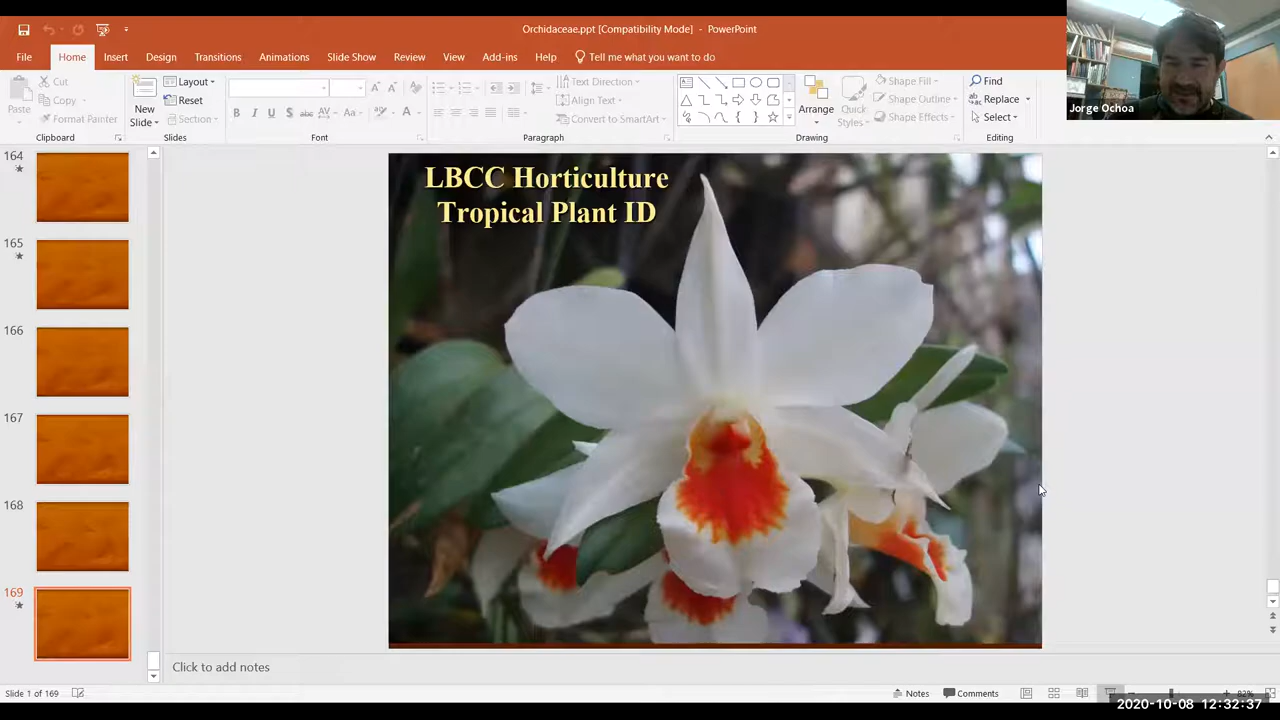 Orchidaceae.ppt [Compatibility Mode] - PowerPoint
File Home Insert Design Transitions Animations Slide Show Review View Add-ins Help Tell me what you want to do
Jorge Ochoa
Paste
Cut
Copy
Format Painter
Clipboard
New
Slide
Layout
Reset
Section
Slides
B I U S abc AV Aa A
Font
Text Direction
Align Text
Convert to SmartArt
Paragraph
Arrange
Quick
Styles
Shape Fill
Shape Outline
Shape Effects
Drawing
Find
Replace
Select
Editing
164
165
166
167
168
169
LBCC Horticulture
Tropical Plant ID
Click to add notes
Slide 1 of 169
Notes Comments
82%
2020-10-08 12:32:37